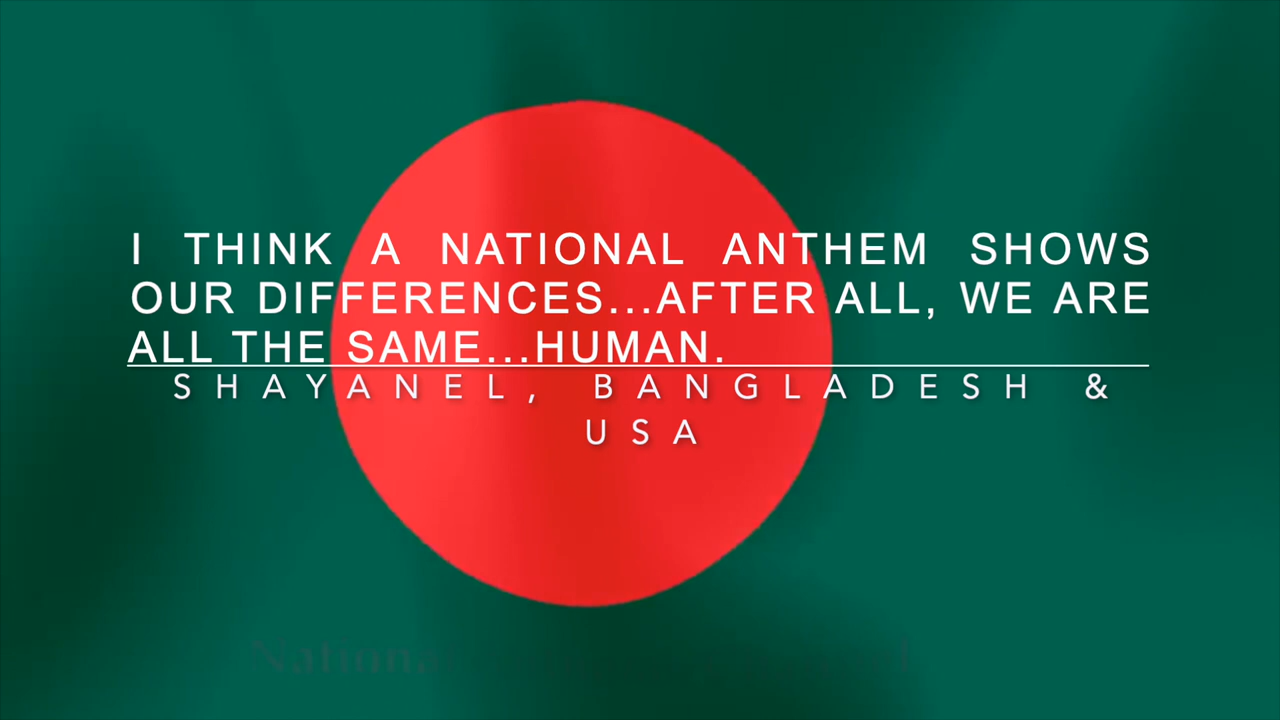 I THINK A NATIONAL ANTHEM SHOWS
OUR DIFFERENCES...AFTER ALL, WE ARE
ALL THE SAME...HUMAN.
SHAYANEL, BANGLADESH &
USA